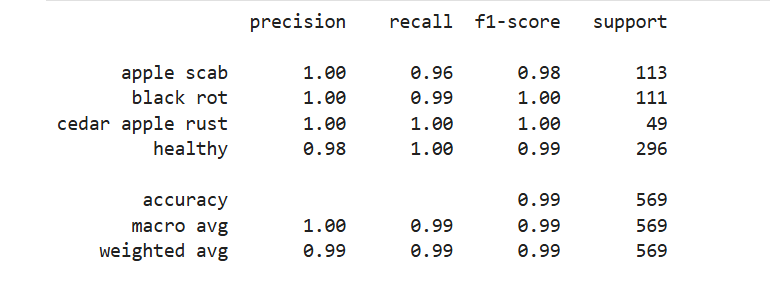 precision recall f1-score support
apple scab 1.00 0.96 0.98 113
black rot 1.00 0.99 1.00 111
cedar apple rust 1.00 1.00 1.00 49
healthy 0.98 1.00 0.99 296
accuracy 0.99 569
macro avg 1.00 0.99 0.99 569
weighted avg 0.99 0.99 0.99 569